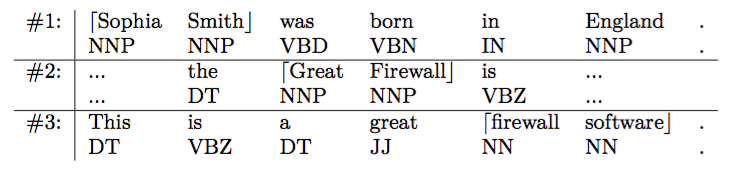 #1: ⌈Sophia Smith⌋ was born in England .
NNP NNP VBD VBN IN NNP .
#2: ... the ⌈Great Firewall⌋ is ...
... DT NNP NNP VBZ ...
#3: This is a great ⌈firewall software⌋ .
DT VBZ DT JJ NN NN .